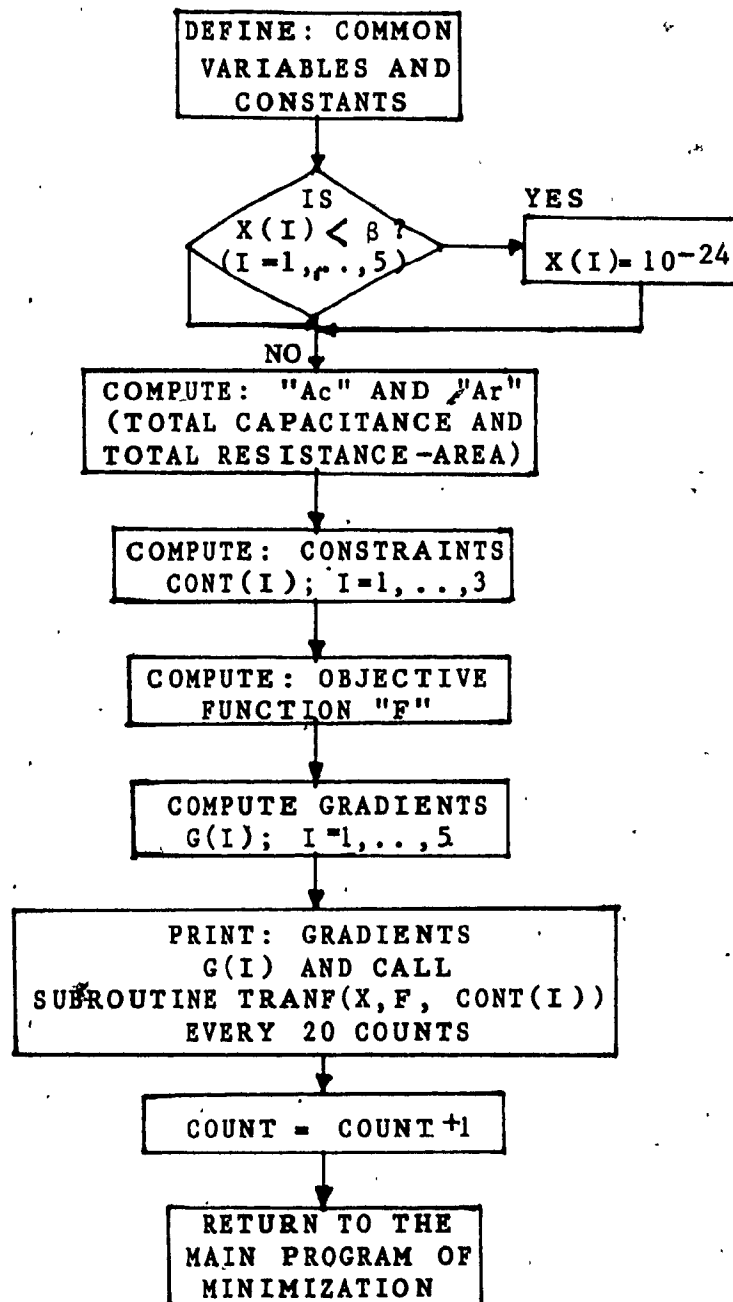 DEFINE: COMMON
VARIABLES AND
CONSTANTS
IS
X(I) < β ?
(I=1,..,5)
YES
X(I)= 10-24
NO
COMPUTE: "Ac" AND "Ar"
(TOTAL CAPACITANCE AND
TOTAL RESISTANCE-AREA)
COMPUTE: CONSTRAINTS
CONT(I); I=1,..,3
COMPUTE: OBJECTIVE
FUNCTION "F"
COMPUTE GRADIENTS
G(I); I=1,..,5
PRINT: GRADIENTS
G(I) AND CALL
SUBROUTINE TRANF(X,F, CONT(I))
EVERY 20 COUNTS
COUNT = COUNT +1
RETURN TO THE
MAIN PROGRAM OF
MINIMIZATION